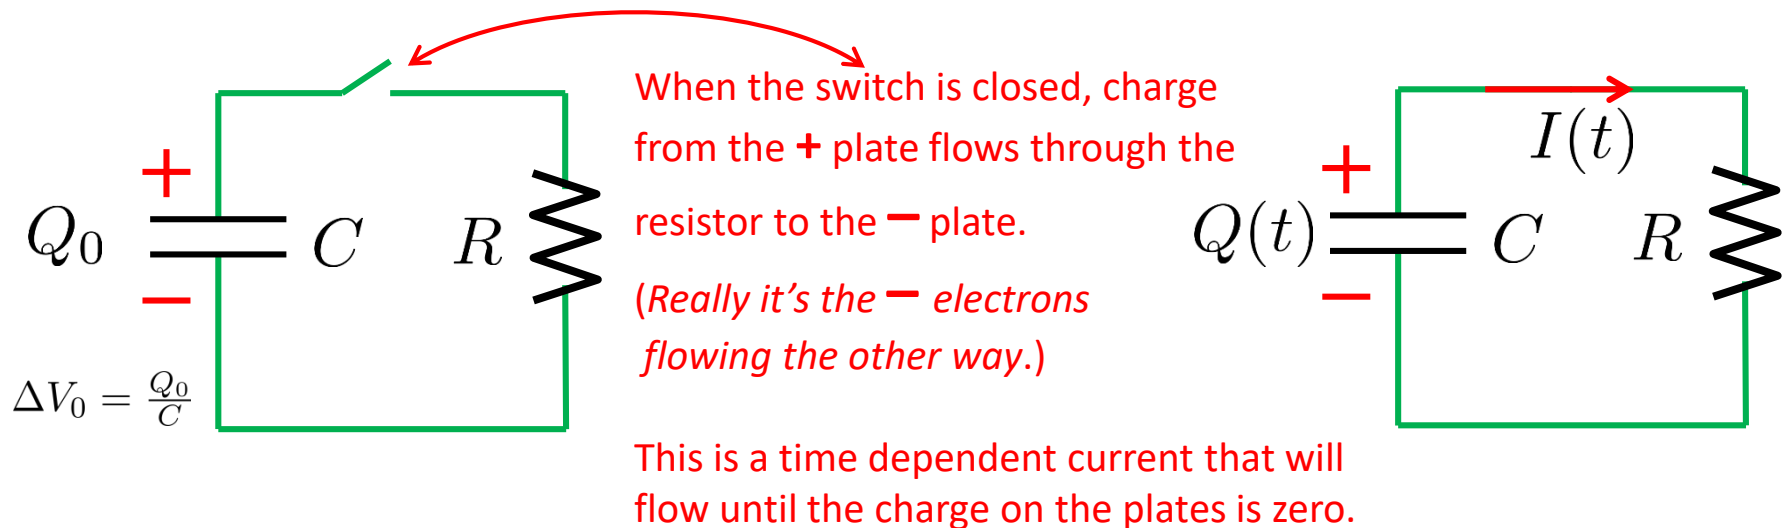 When the switch is closed, charge
from the + plate flows through the
resistor to the − plate.
(Really it's the − electrons
flowing the other way.)
This is a time dependent current that will
flow until the charge on the plates is zero.
+
Q₀
C
R
−
ΔV₀ = Q₀/C
I(t)
+
Q(t)
C
R
−